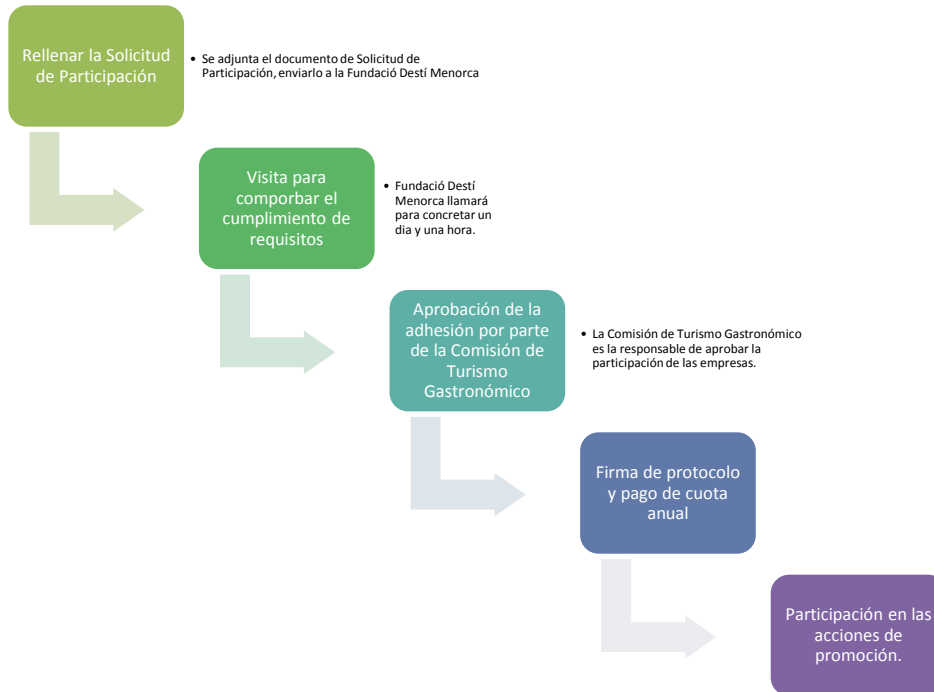 Rellenar la Solicitud
de Participación
• Se adjunta el documento de Solicitud de
Participación, enviarlo a la Fundació Destí Menorca
Visita para
comporbar el
cumplimiento de
requisitos
• Fundació Destí
Menorca llamará
para concretar un
dia y una hora.
Aprobación de la
adhesión por parte
de la Comisión de
Turismo
Gastronómico
• La Comisión de Turismo Gastronómico
es la responsable de aprobar la
participación de las empresas.
Firma de protocolo
y pago de cuota
anual
Participación en las
acciones de
promoción.